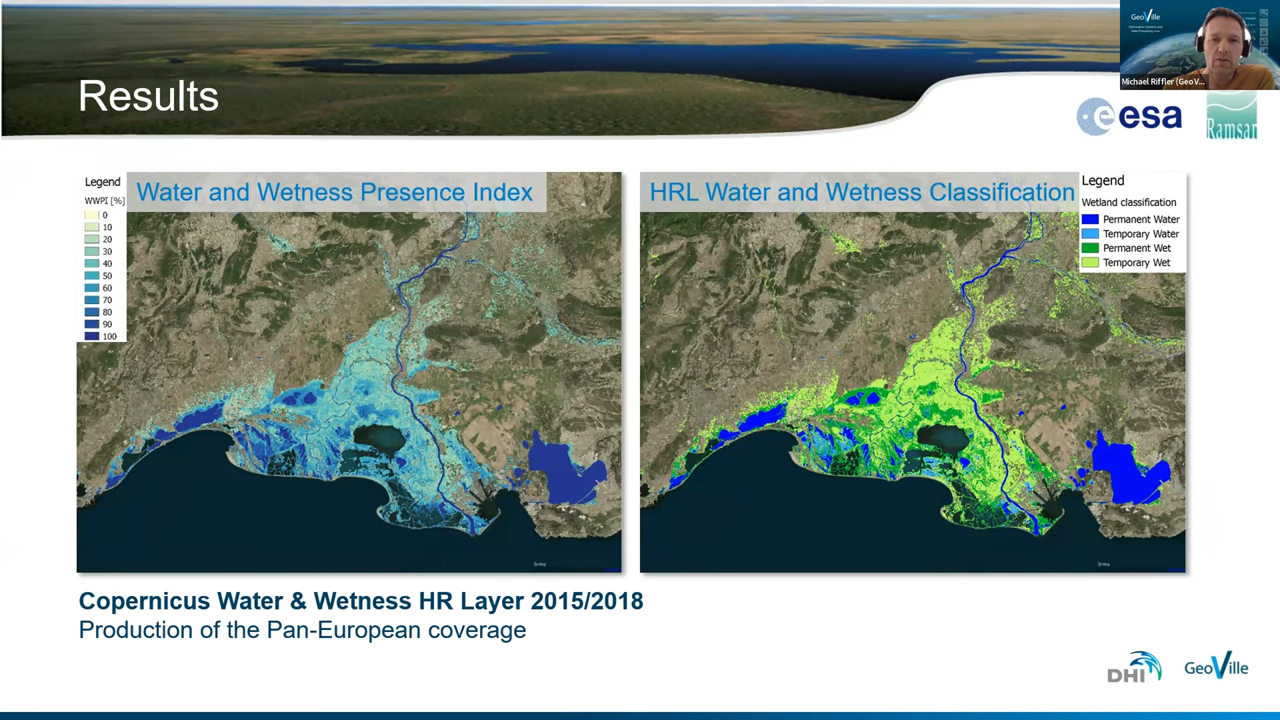 Results
GeoVille
Michael Riffler (GeoV...
esa
Ramsar
Legend
WWPI [%]
0
10
20
30
40
50
60
70
80
90
100
Water and Wetness Presence Index
HRL Water and Wetness Classification
Legend
Wetland classification
Permanent Water
Temporary Water
Permanent Wet
Temporary Wet
Copernicus Water & Wetness HR Layer 2015/2018
Production of the Pan-European coverage
DHI
GeoVille